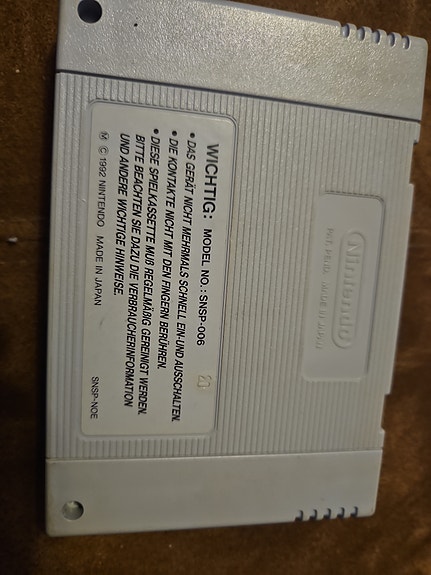 Nintendo
PAT. PEND. MADE IN JAPAN
WICHTIG: MODEL NO.: SNSP-006
• DAS GERÄT NICHT MEHRMALS SCHNELL EIN-UND AUSSCHALTEN.
• DIE KONTAKTE NICHT MIT DEN FINGERN BERÜHREN.
• DIESE SPIELKASSETTE MUß REGELMÄßIG GEREINIGT WERDEN.
BITTE BEACHTEN SIE DAZU DIE VERBRAUCHERINFORMATION
UND ANDERE WICHTIGE HINWEISE.
Ⓜ © 1992 NINTENDO MADE IN JAPAN SNSP-NOE